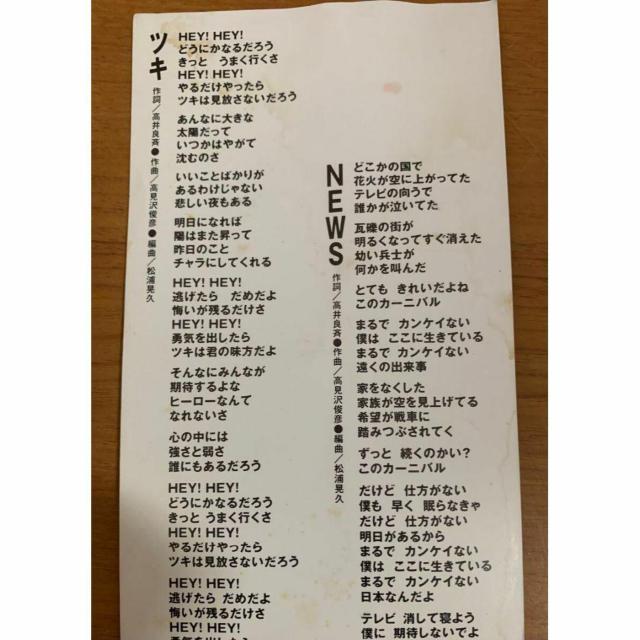 ツキ
作詞／高井良斉●作曲／高見沢俊彦●編曲／松浦晃久
HEY! HEY!
どうにかなるだろう
きっと うまく行くさ
HEY! HEY!
やるだけやったら
ツキは見放さないだろう
あんなに大きな
太陽だって
いつかはやがて
沈むのさ
いいことばかりが
あるわけじゃない
悲しい夜もある
明日になれば
陽はまた昇って
昨日のこと
チャラにしてくれる
HEY! HEY!
逃げたら だめだよ
悔いが残るだけさ
HEY! HEY!
勇気を出したら
ツキは君の味方だよ
そんなにみんなが
期待するよな
ヒーローなんて
なれないさ
心の中には
強さと弱さ
誰にもあるだろう
HEY! HEY!
どうにかなるだろう
きっと うまく行くさ
HEY! HEY!
やるだけやったら
ツキは見放さないだろう
HEY! HEY!
逃げたら だめだよ
悔いが残るだけさ
HEY! HEY!
勇気を出したら
NEWS
作詞／高井良斉●作曲／高見沢俊彦●編曲／松浦晃久
どこかの国で
花火が空に上がってた
テレビの向うで
誰かが泣いてた
瓦礫の街が
明るくなってすぐ消えた
幼い兵士が
何かを叫んだ
とても きれいだよね
このカーニバル
まるで カンケイない
僕は ここに生きている
まるで カンケイない
遠くの出来事
家をなくした
家族が空を見上げてる
希望が戦車に
踏みつぶされてく
ずっと 続くのかい?
このカーニバル
だけど 仕方がない
僕も 早く 眠らなきゃ
だけど 仕方がない
明日があるから
まるで カンケイない
僕は ここに生きている
まるで カンケイない
日本なんだよ
テレビ 消して寝よう
僕に 期待しないでよ